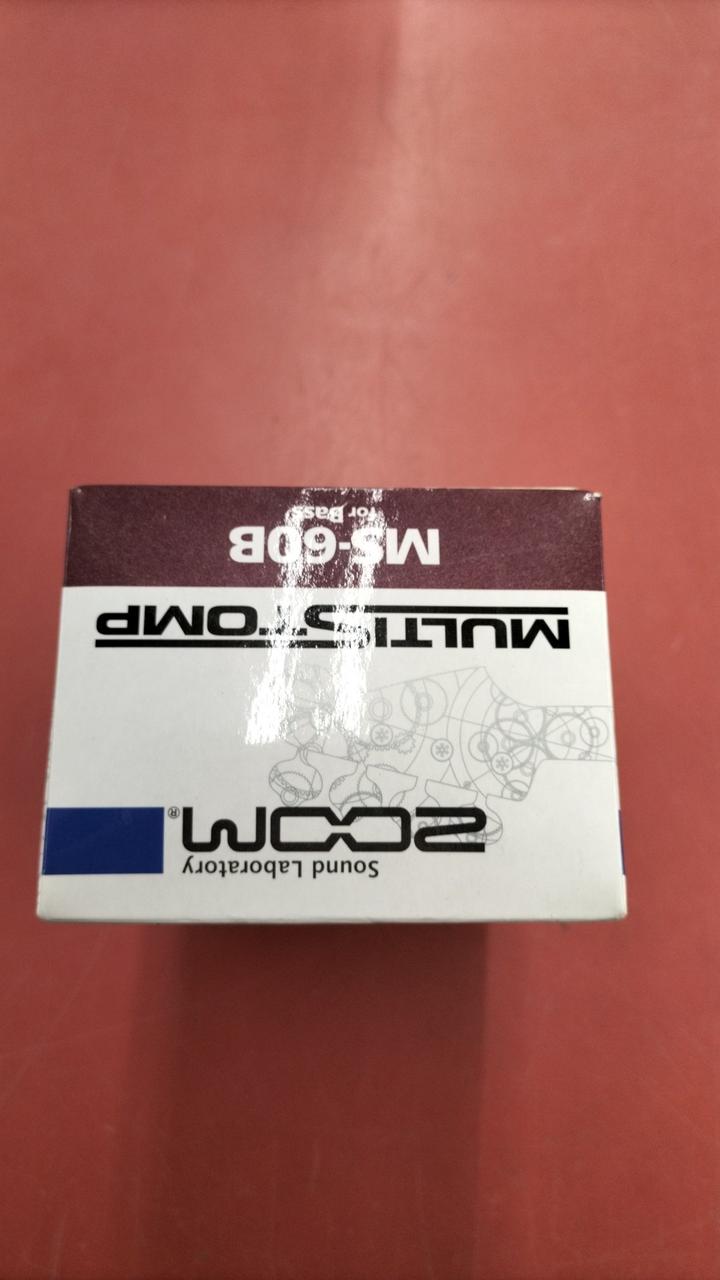 Sound Laboratory
ZOOM®
MULTISTOMP
MS-60B
for Bass